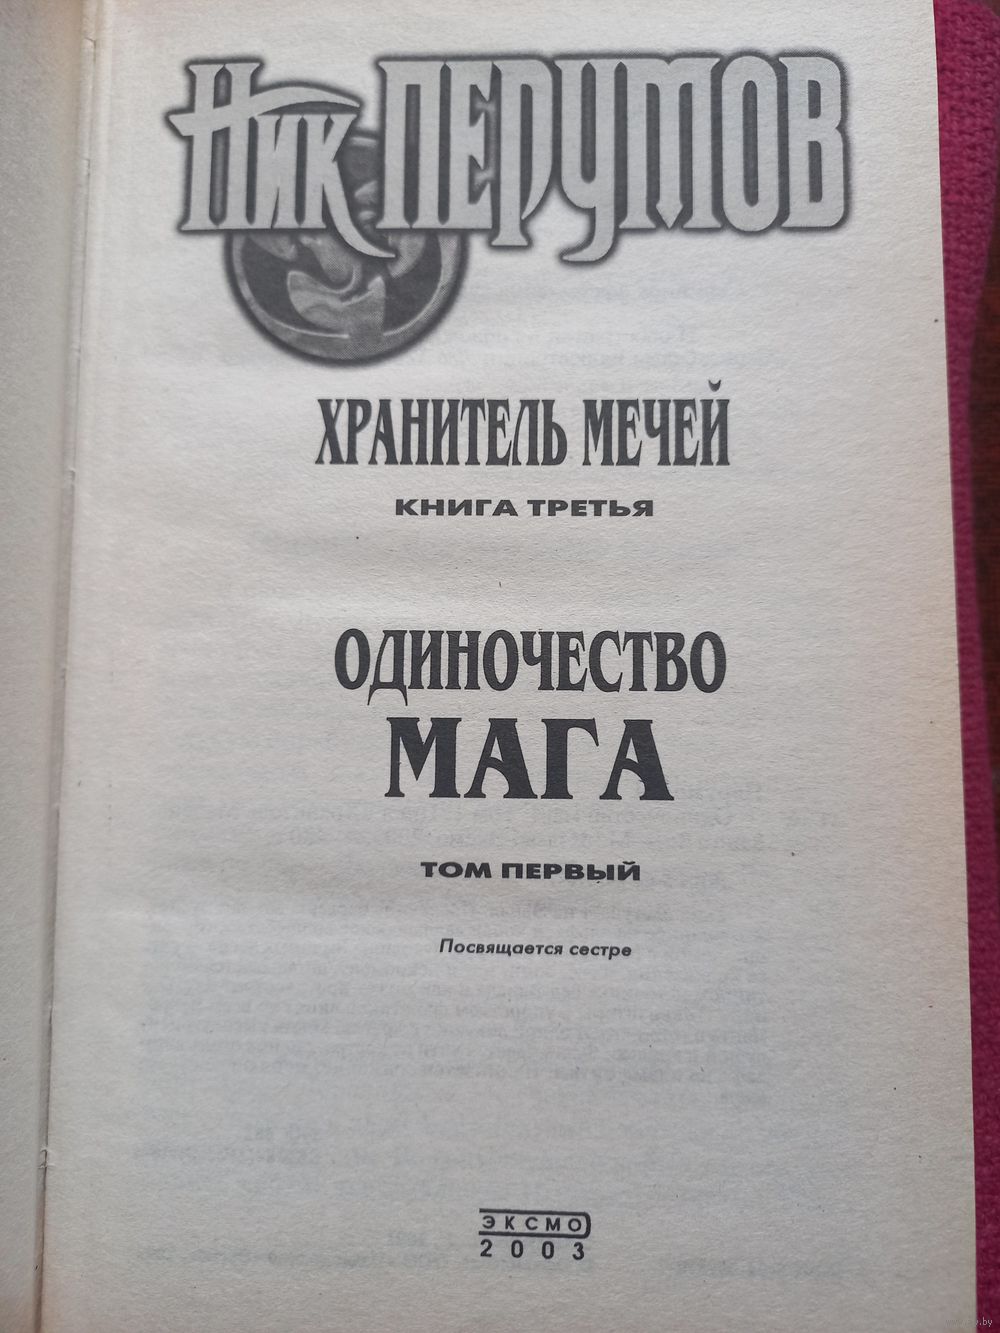 Ник ПЕРУМОВ
ХРАНИТЕЛЬ МЕЧЕЙ
КНИГА ТРЕТЬЯ
ОДИНОЧЕСТВО
МАГА
ТОМ ПЕРВЫЙ
Посвящается сестре
ЭКСМО
2003